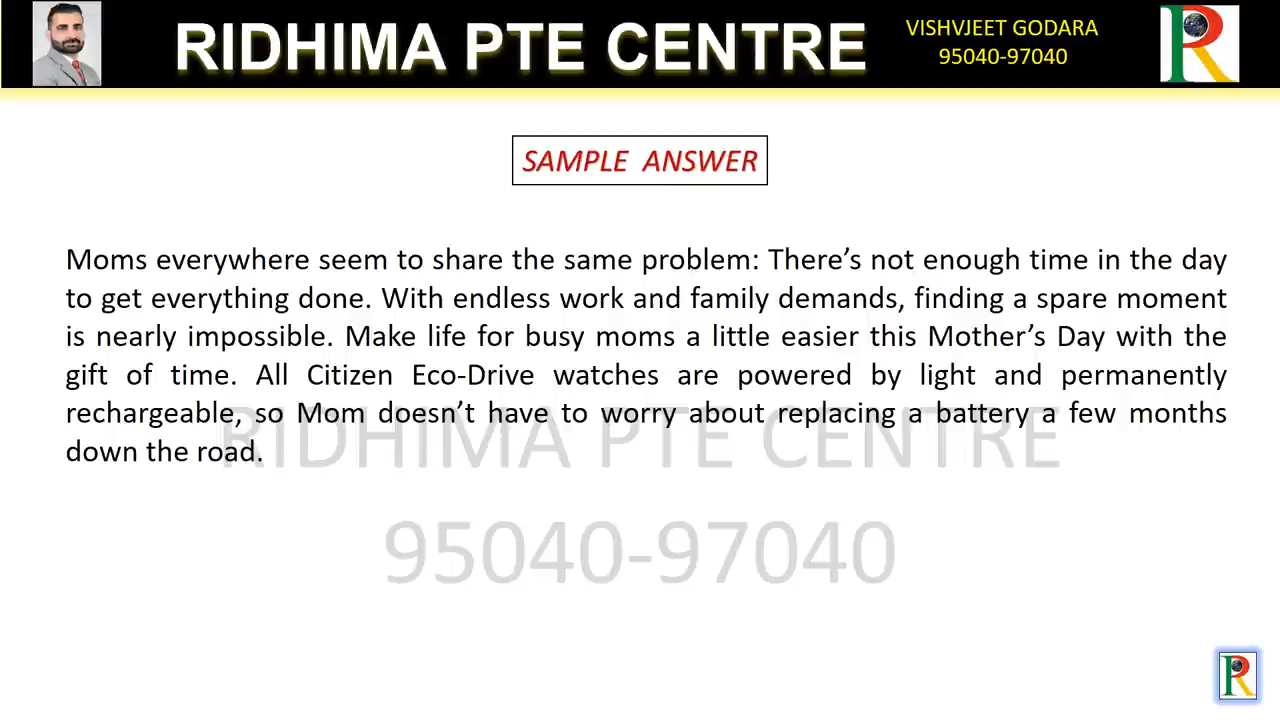 RIDHIMA PTE CENTRE
VISHVJEET GODARA
95040-97040
SAMPLE ANSWER
Moms everywhere seem to share the same problem: There’s not enough time in the day
to get everything done. With endless work and family demands, finding a spare moment
is nearly impossible. Make life for busy moms a little easier this Mother’s Day with the
gift of time. All Citizen Eco-Drive watches are powered by light and permanently
rechargeable, so Mom doesn’t have to worry about replacing a battery a few months
down the road.
RIDHIMA PTE CENTRE
95040-97040